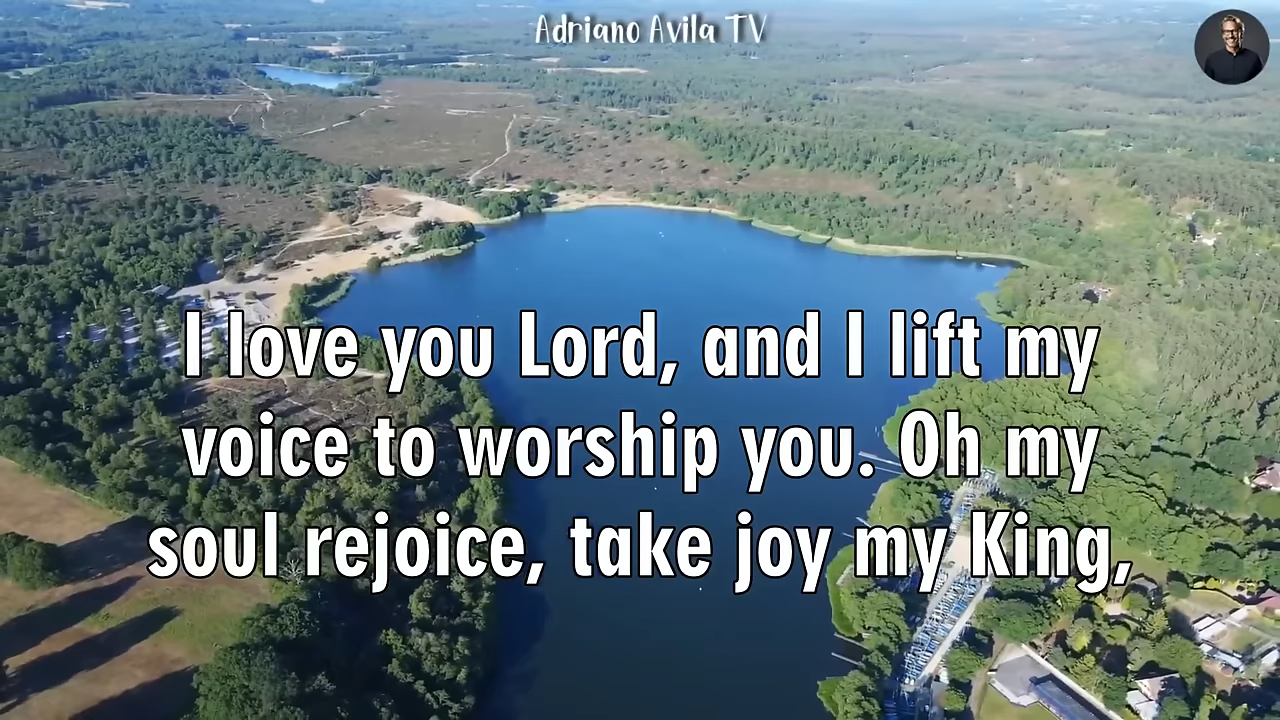 Adriano Avila TV
I love you Lord, and I lift my
voice to worship you. Oh my
soul rejoice, take joy my King,